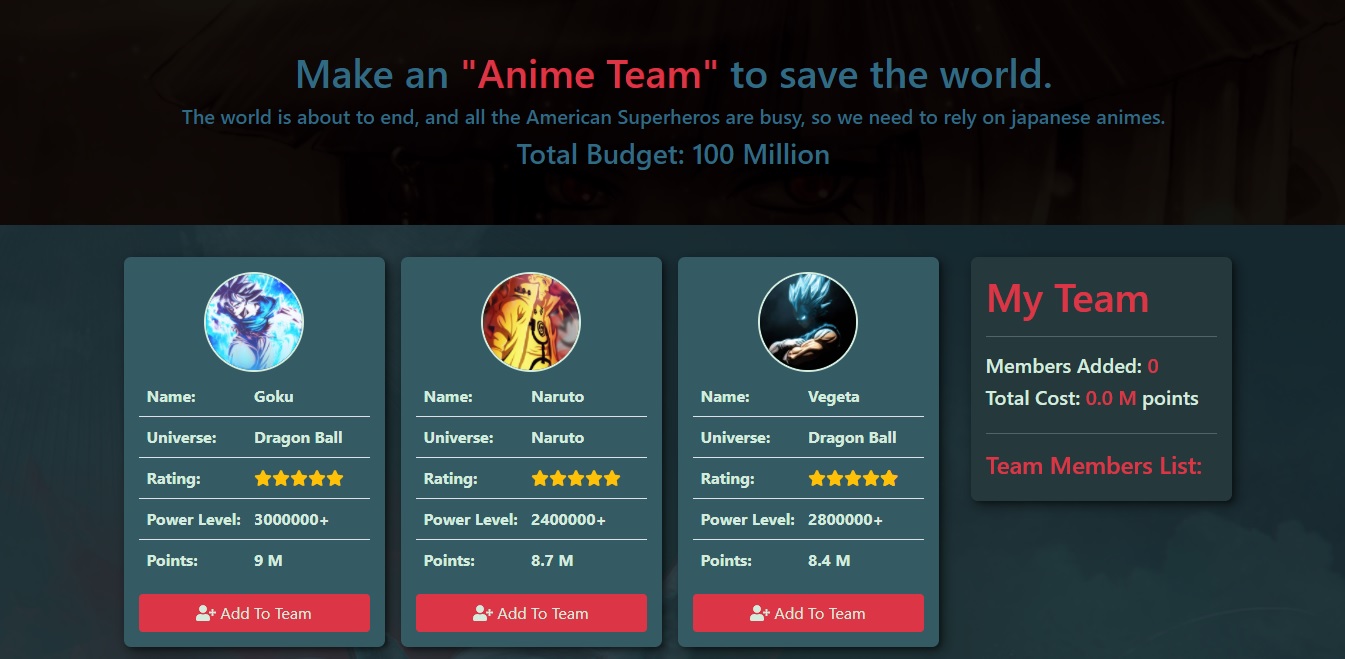 Make an "Anime Team" to save the world.
The world is about to end, and all the American Superheros are busy, so we need to rely on japanese animes.
Total Budget: 100 Million
Name: Goku
Universe: Dragon Ball
Rating:
Power Level: 3000000+
Points: 9 M
Add To Team
Name: Naruto
Universe: Naruto
Rating:
Power Level: 2400000+
Points: 8.7 M
Add To Team
Name: Vegeta
Universe: Dragon Ball
Rating:
Power Level: 2800000+
Points: 8.4 M
Add To Team
My Team
Members Added: 0
Total Cost: 0.0 M points
Team Members List: